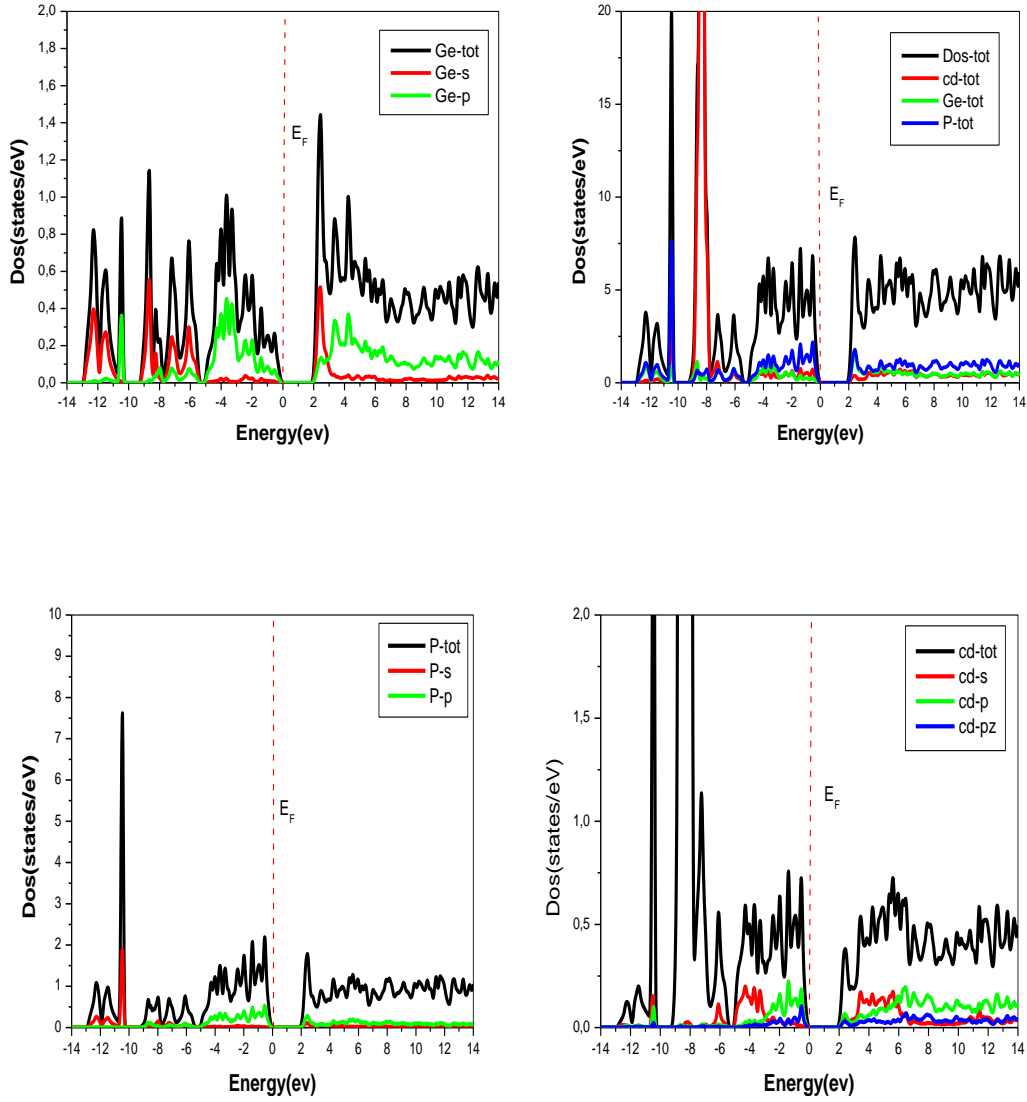 2,0
1,8
1,6
1,4
1,2
1,0
0,8
0,6
0,4
0,2
0,0
-14 -12 -10 -8 -6 -4 -2 0 2 4 6 8 10 12 14
Dos(states/eV)
Energy(ev)
Ge-tot
Ge-s
Ge-p
EF
20
15
10
5
0
-14 -12 -10 -8 -6 -4 -2 0 2 4 6 8 10 12 14
Dos(states/eV)
Energy(ev)
Dos-tot
cd-tot
Ge-tot
P-tot
EF
10
9
8
7
6
5
4
3
2
1
0
-14 -12 -10 -8 -6 -4 -2 0 2 4 6 8 10 12 14
Dos(states/eV)
Energy(ev)
P-tot
P-s
P-p
EF
2,0
1,5
1,0
0,5
0,0
-14 -12 -10 -8 -6 -4 -2 0 2 4 6 8 10 12 14
Dos(states/eV)
Energy(ev)
cd-tot
cd-s
cd-p
cd-pz
EF